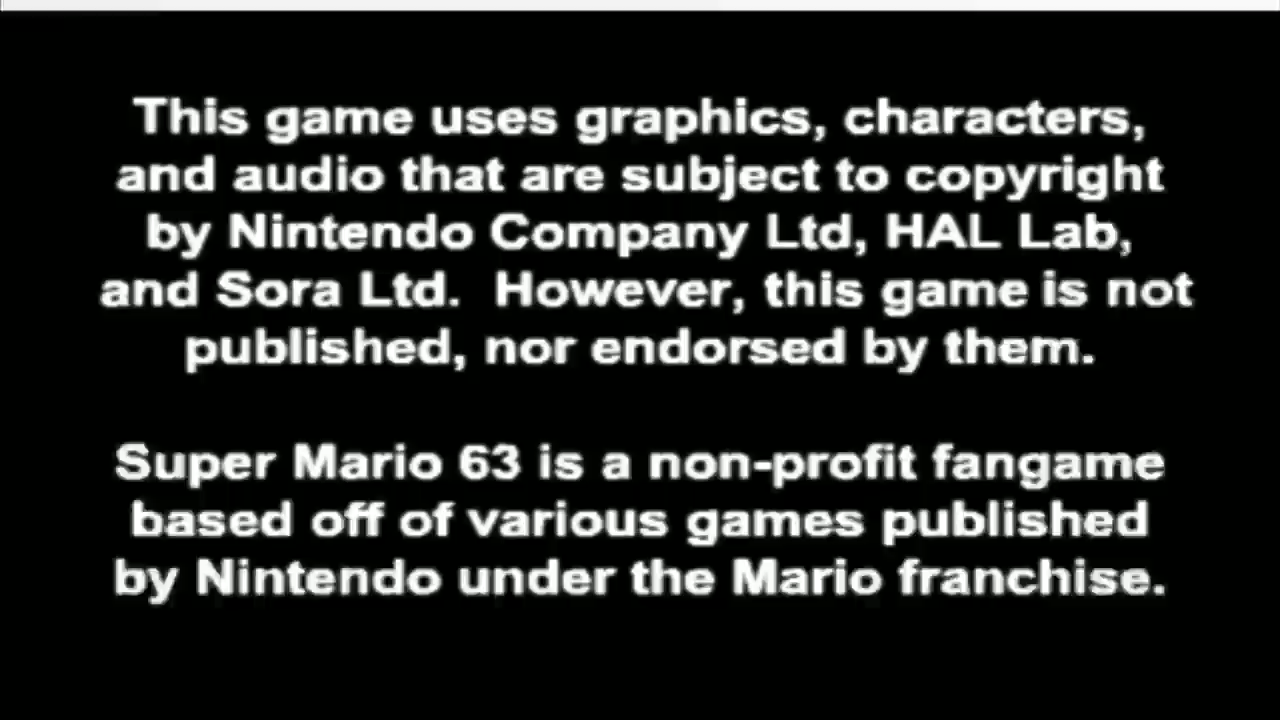 This game uses graphics, characters,
and audio that are subject to copyright
by Nintendo Company Ltd, HAL Lab,
and Sora Ltd.  However, this game is not
published, nor endorsed by them.
Super Mario 63 is a non-profit fangame
based off of various games published
by Nintendo under the Mario franchise.